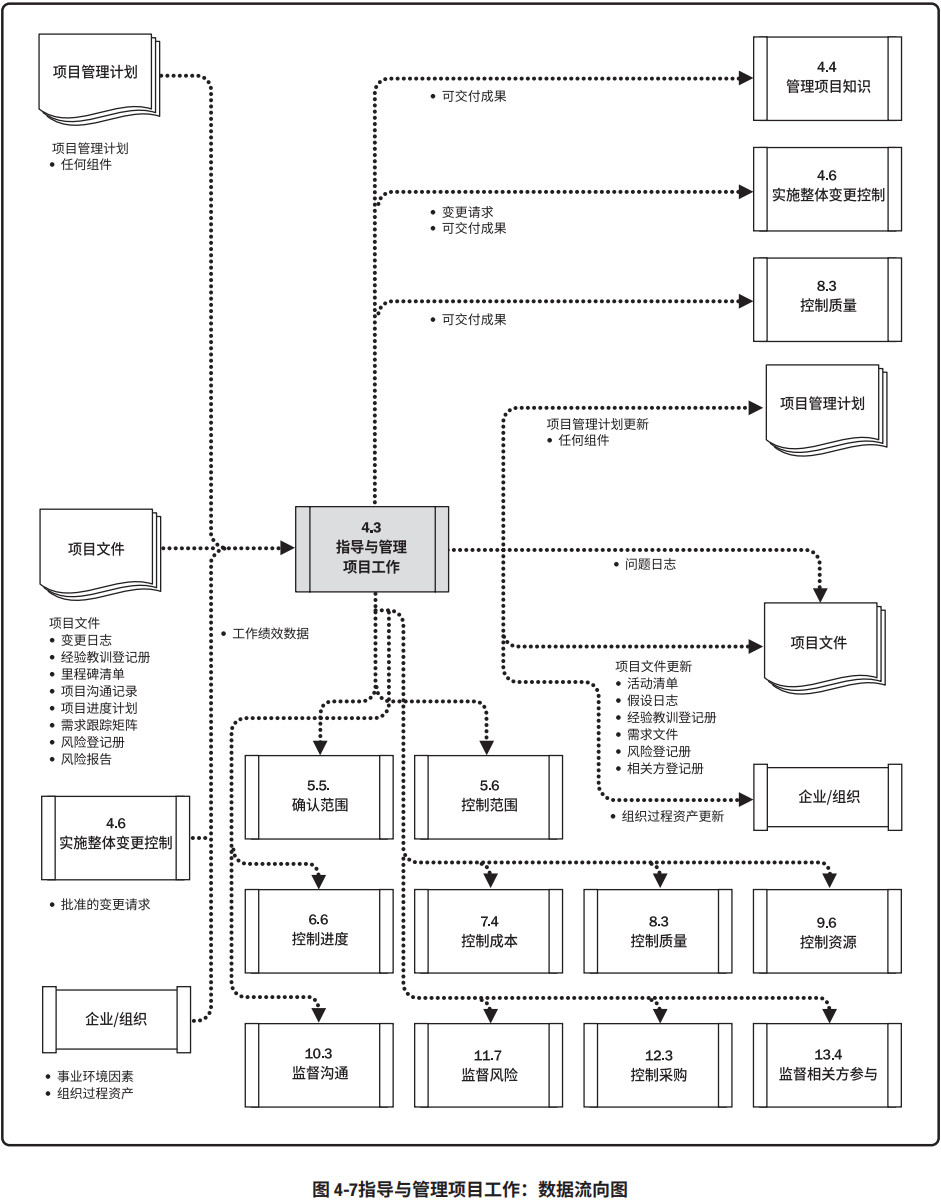 项目管理计划
项目管理计划
• 任何组件
项目文件
项目文件
• 变更日志
• 经验教训登记册
• 里程碑清单
• 项目沟通记录
• 项目进度计划
• 需求跟踪矩阵
• 风险登记册
• 风险报告
4.6
实施整体变更控制
• 批准的变更请求
企业/组织
• 事业环境因素
• 组织过程资产
4.3
指导与管理
项目工作
• 可交付成果
4.4
管理项目知识
• 变更请求
• 可交付成果
4.6
实施整体变更控制
• 可交付成果
8.3
控制质量
项目管理计划更新
• 任何组件
项目管理计划
• 问题日志
项目文件
项目文件更新
• 活动清单
• 假设日志
• 经验教训登记册
• 需求文件
• 风险登记册
• 相关方登记册
• 组织过程资产更新
企业/组织
• 工作绩效数据
5.5.
确认范围
5.6
控制范围
6.6
控制进度
7.4
控制成本
8.3
控制质量
9.6
控制资源
10.3
监督沟通
11.7
监督风险
12.3
控制采购
13.4
监督相关方参与
图 4-7指导与管理项目工作：数据流向图